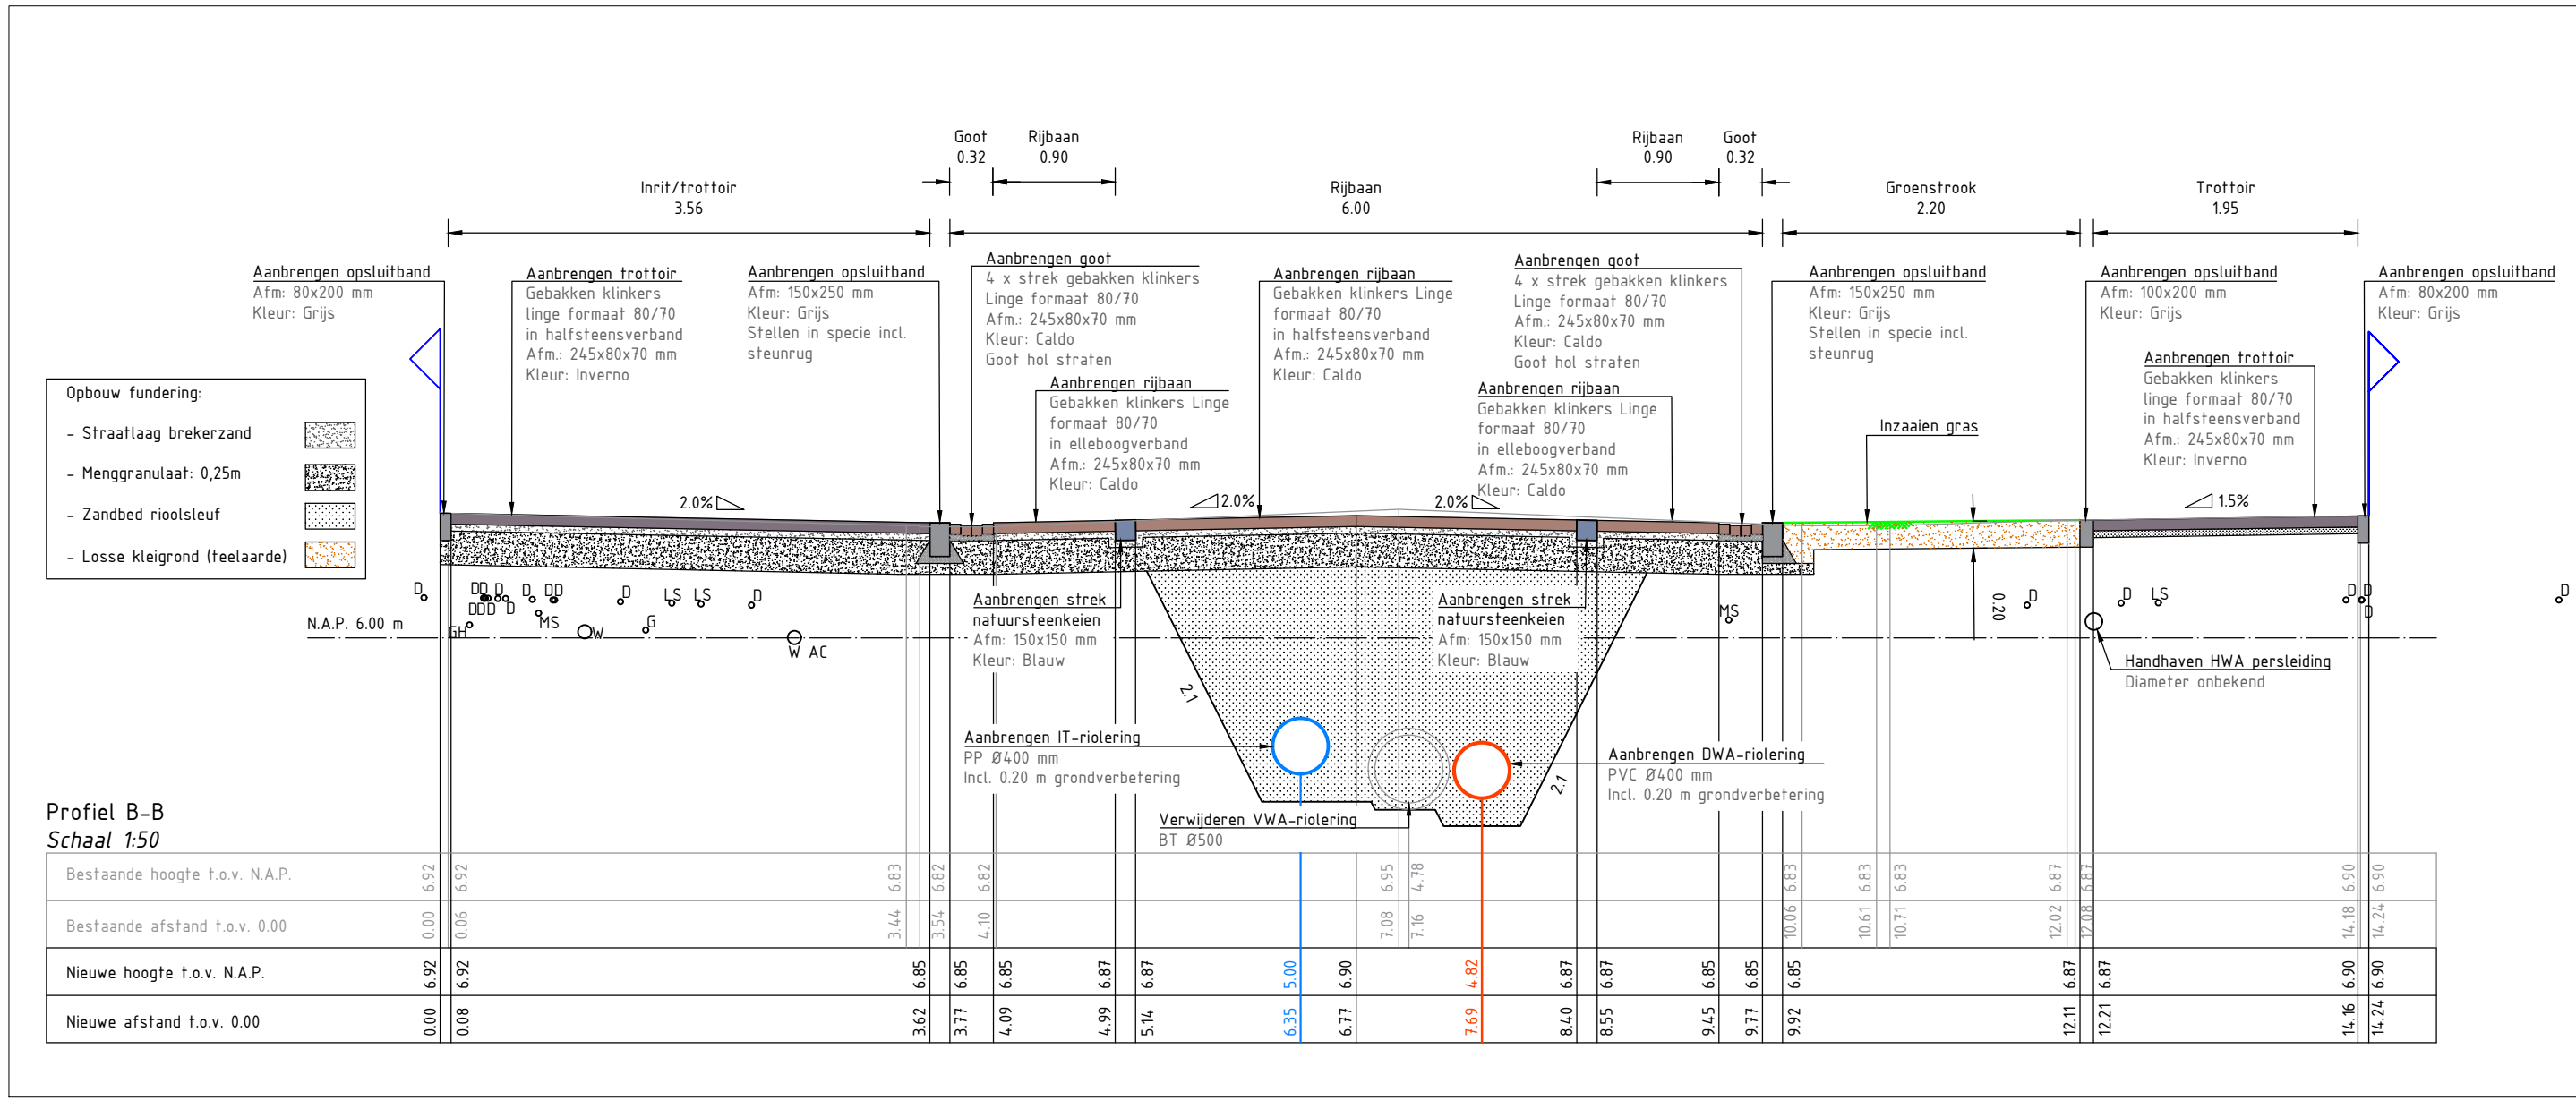 Goot
0.32
Rijbaan
0.90
Rijbaan
0.90
Goot
0.32
Inrit/trottoir
3.56
Rijbaan
6.00
Groenstrook
2.20
Trottoir
1.95
Aanbrengen opsluitband
Afm: 80x200 mm
Kleur: Grijs
Aanbrengen trottoir
Gebakken klinkers
linge formaat 80/70
in halfsteensverband
Afm.: 245x80x70 mm
Kleur: Inverno
Aanbrengen opsluitband
Afm: 150x250 mm
Kleur: Grijs
Stellen in specie incl.
steunrug
Aanbrengen goot
4 x strek gebakken klinkers
Linge formaat 80/70
Afm.: 245x80x70 mm
Kleur: Caldo
Goot hol straten
Aanbrengen rijbaan
Gebakken klinkers Linge
formaat 80/70
in elleboogverband
Afm.: 245x80x70 mm
Kleur: Caldo
Aanbrengen rijbaan
Gebakken klinkers Linge
formaat 80/70
in halfsteensverband
Afm.: 245x80x70 mm
Kleur: Caldo
Aanbrengen goot
4 x strek gebakken klinkers
Linge formaat 80/70
Afm.: 245x80x70 mm
Kleur: Caldo
Goot hol straten
Aanbrengen rijbaan
Gebakken klinkers Linge
formaat 80/70
in elleboogverband
Afm.: 245x80x70 mm
Kleur: Caldo
Aanbrengen opsluitband
Afm: 150x250 mm
Kleur: Grijs
Stellen in specie incl.
steunrug
Inzaaien gras
Aanbrengen opsluitband
Afm: 100x200 mm
Kleur: Grijs
Aanbrengen trottoir
Gebakken klinkers
linge formaat 80/70
in halfsteensverband
Afm.: 245x80x70 mm
Kleur: Inverno
Aanbrengen opsluitband
Afm: 80x200 mm
Kleur: Grijs
Opbouw fundering:
- Straatlaag brekerzand
- Menggranulaat: 0,25m
- Zandbed rioolsleuf
- Losse kleigrond (teelaarde)
2.0%
2.0%
2.0%
1.5%
D
DD D
DDD D
D
DD
D
LS
LS
D
GH
MS
W
G
W AC
MS
D
D
LS
D
D
D
D
0.20
N.A.P. 6.00 m
Aanbrengen strek
natuursteenkeien
Afm: 150x150 mm
Kleur: Blauw
Aanbrengen strek
natuursteenkeien
Afm: 150x150 mm
Kleur: Blauw
Handhaven HWA persleiding
Diameter onbekend
2:1
2:1
Aanbrengen IT-riolering
PP Ø400 mm
Incl. 0.20 m grondverbetering
Aanbrengen DWA-riolering
PVC Ø400 mm
Incl. 0.20 m grondverbetering
Verwijderen VWA-riolering
BT Ø500
Profiel B-B
Schaal 1:50
Bestaande hoogte t.o.v. N.A.P. 6.92 6.92 6.83 6.82 6.82 6.95 4.78 6.83 6.83 6.83 6.87 6.87 6.90 6.90
Bestaande afstand t.o.v. 0.00 0.00 0.06 3.44 3.54 4.10 7.08 7.16 10.06 10.61 10.71 12.02 12.08 14.18 14.24
Nieuwe hoogte t.o.v. N.A.P. 6.92 6.92 6.85 6.85 6.85 6.87 6.87 5.00 6.90 4.82 6.87 6.87 6.85 6.85 6.85 6.87 6.87 6.90 6.90
Nieuwe afstand t.o.v. 0.00 0.00 0.08 3.62 3.77 4.09 4.99 5.14 6.35 6.77 7.69 8.40 8.55 9.45 9.77 9.92 12.11 12.21 14.16 14.24